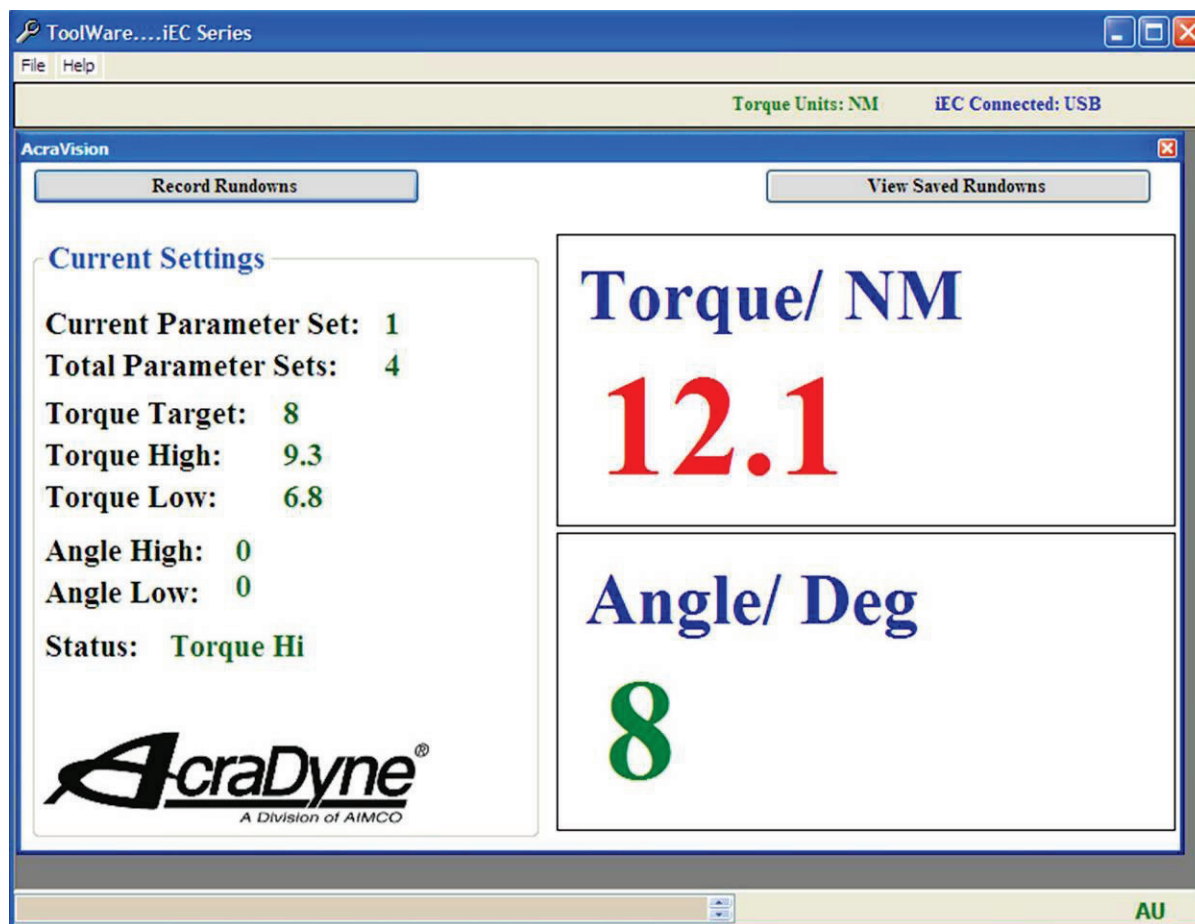 ToolWare....iEC Series
File Help
Torque Units: NM iEC Connected: USB
AcraVision
Record Rundowns View Saved Rundowns
Current Settings
Current Parameter Set: 1
Total Parameter Sets: 4
Torque Target: 8
Torque High: 9.3
Torque Low: 6.8
Angle High: 0
Angle Low: 0
Status: Torque Hi
AcraDyne®
A Division of AIMCO
Torque/ NM
12.1
Angle/ Deg
8
AU